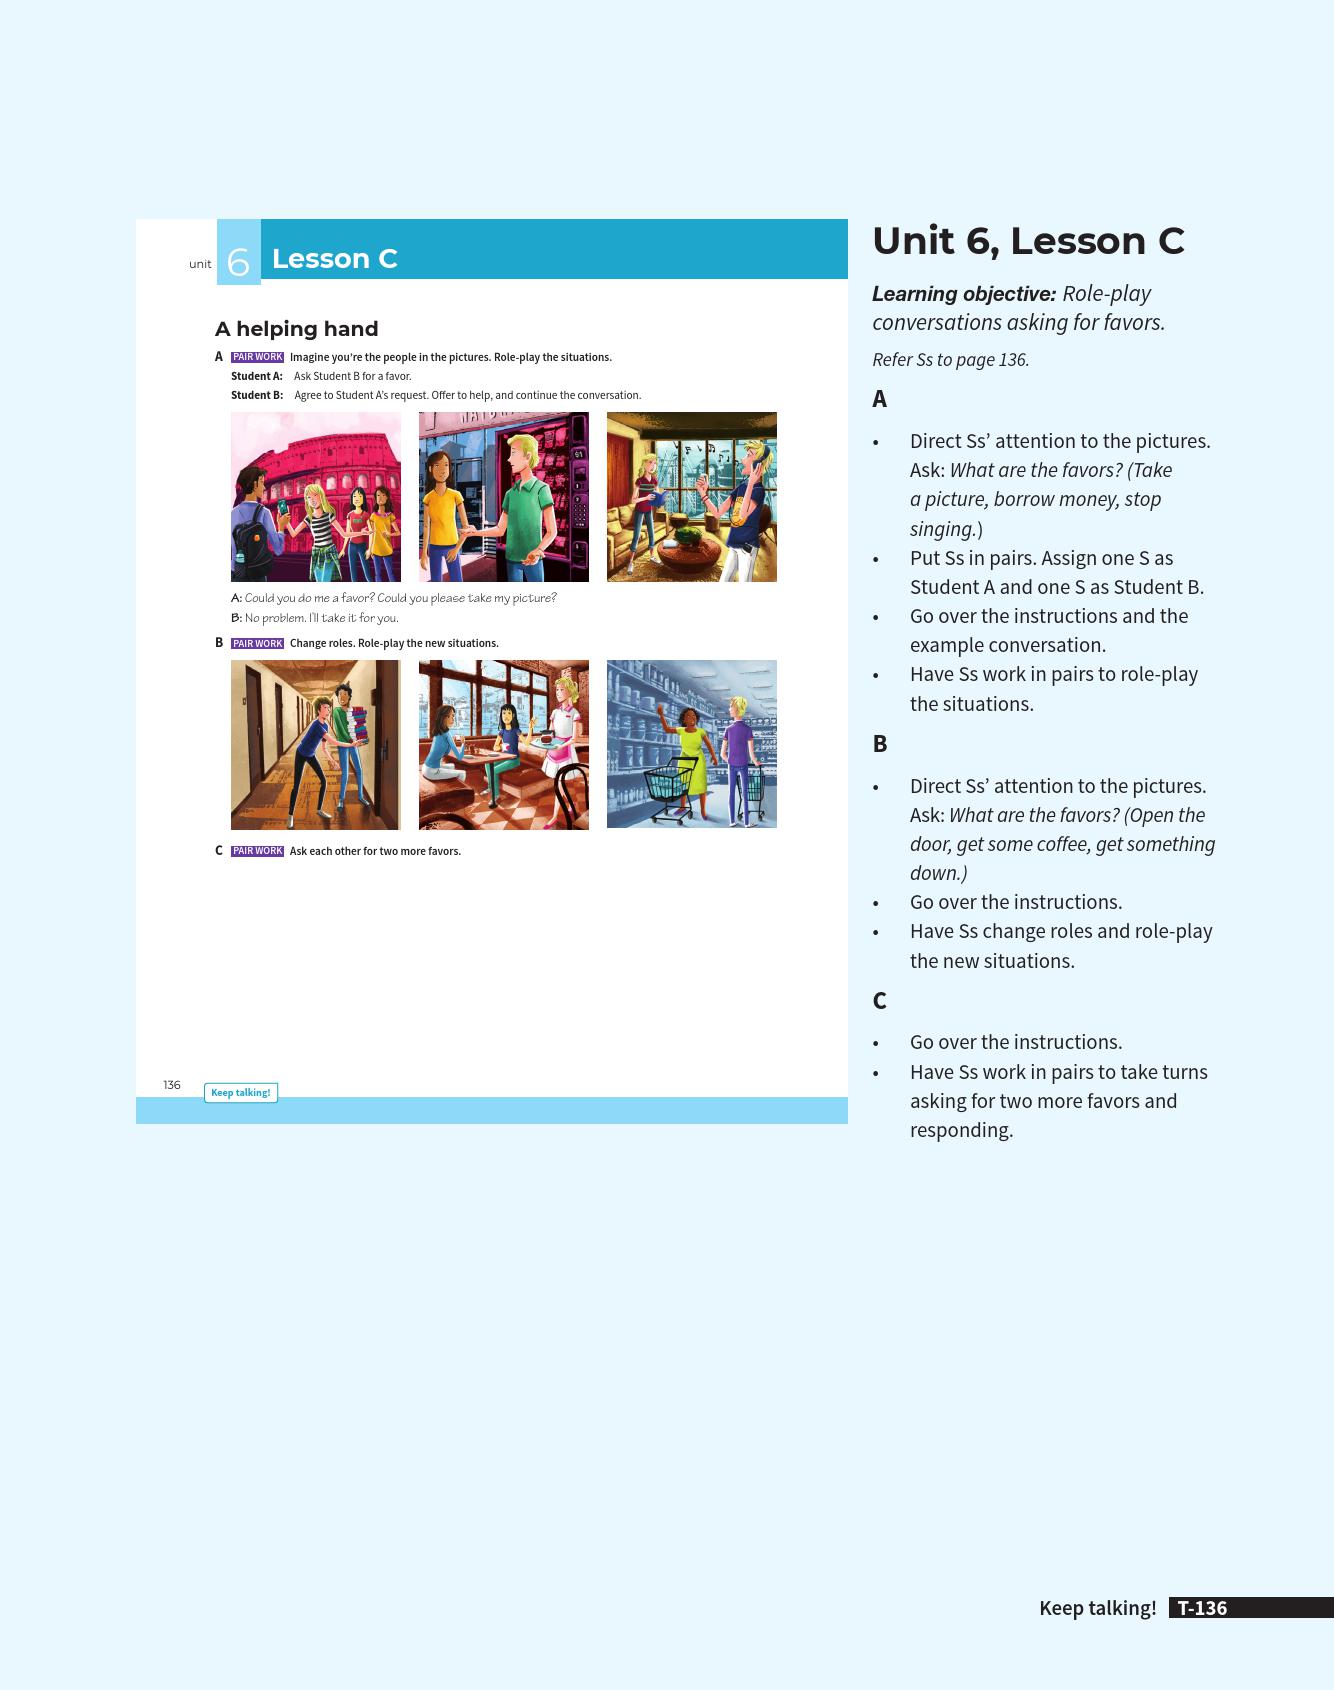 unit 6 Lesson C
A helping hand
A PAIR WORK Imagine you’re the people in the pictures. Role-play the situations.
Student A: Ask Student B for a favor.
Student B: Agree to Student A’s request. Offer to help, and continue the conversation.
A: Could you do me a favor? Could you please take my picture?
B: No problem. I’ll take it for you.
B PAIR WORK Change roles. Role-play the new situations.
C PAIR WORK Ask each other for two more favors.
136 Keep talking!
Unit 6, Lesson C
Learning objective: Role-play
conversations asking for favors.
Refer Ss to page 136.
A
• Direct Ss’ attention to the pictures.
Ask: What are the favors? (Take
a picture, borrow money, stop
singing.)
• Put Ss in pairs. Assign one S as
Student A and one S as Student B.
• Go over the instructions and the
example conversation.
• Have Ss work in pairs to role-play
the situations.
B
• Direct Ss’ attention to the pictures.
Ask: What are the favors? (Open the
door, get some coffee, get something
down.)
• Go over the instructions.
• Have Ss change roles and role-play
the new situations.
C
• Go over the instructions.
• Have Ss work in pairs to take turns
asking for two more favors and
responding.
Keep talking! T-136